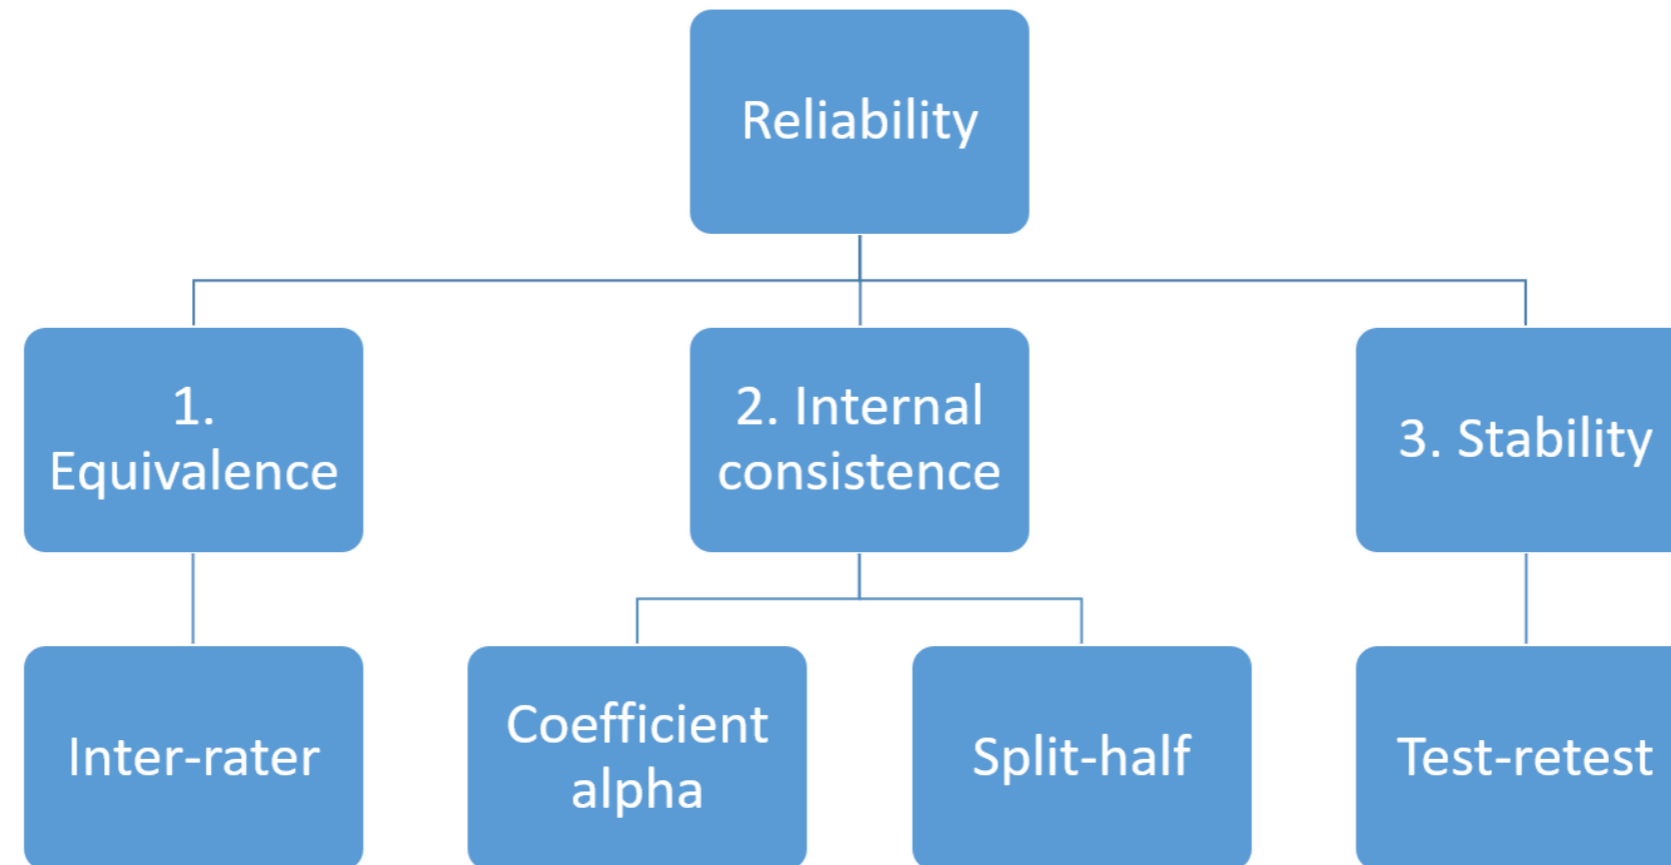 Reliability
1.
Equivalence
2. Internal
consistence
3. Stability
Inter-rater
Coefficient
alpha
Split-half
Test-retest